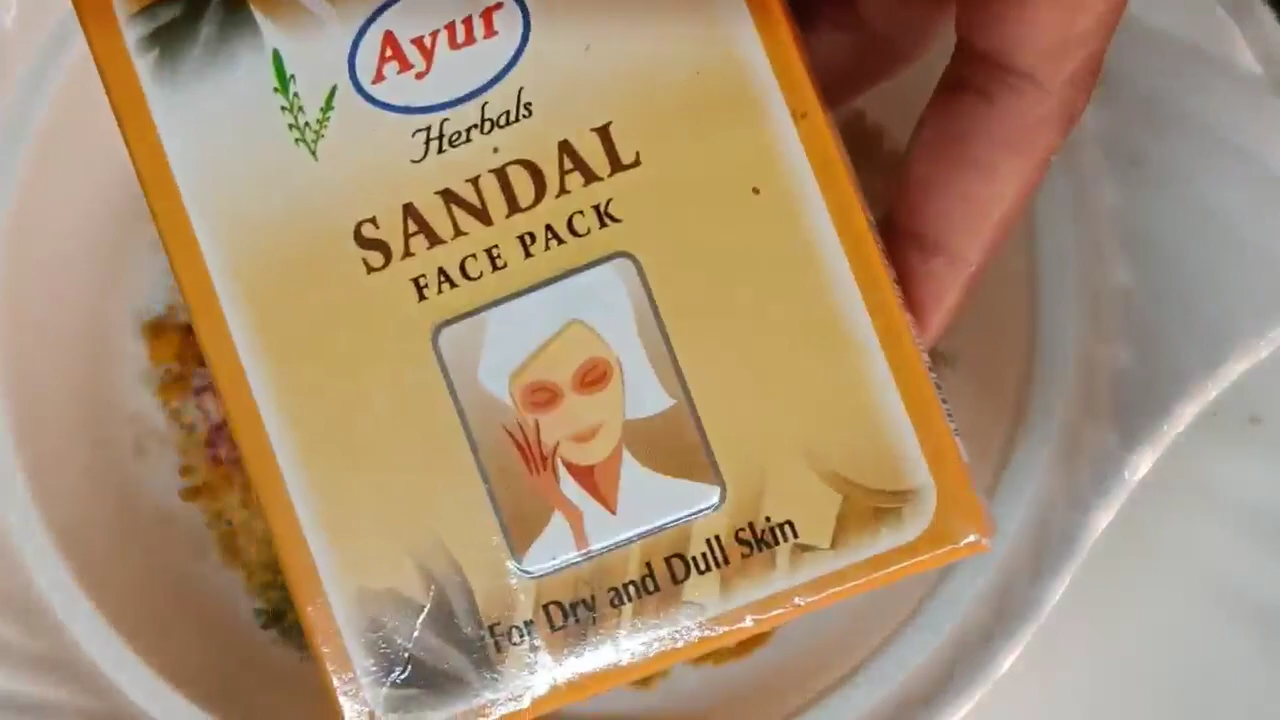 Ayur
Herbals
SANDAL
FACE PACK
For Dry and Dull Skin